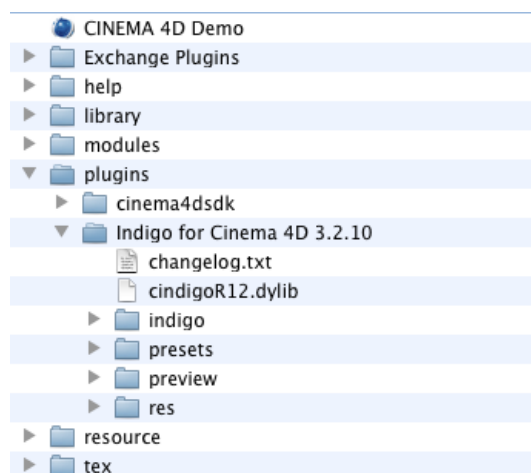 CINEMA 4D Demo
Exchange Plugins
help
library
modules
plugins
cinema4dsdk
Indigo for Cinema 4D 3.2.10
changelog.txt
cindigoR12.dylib
indigo
presets
preview
res
resource
tex